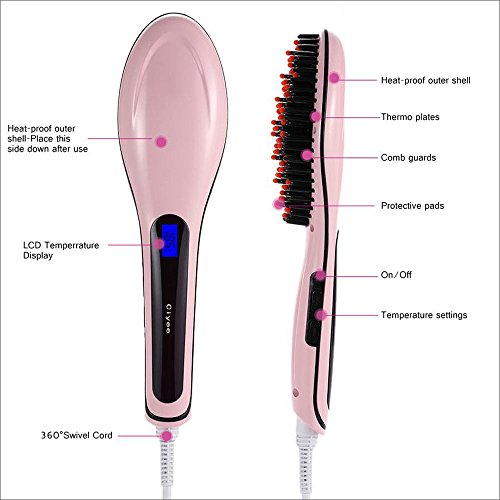 Heat-proof outer shell
Thermo plates
Heat-proof outer
shell-Place this
side down after use
Comb guards
Protective pads
LCD Temperrature
Display
On/Off
Ciyee
Temperature settings
360°Swivel Cord